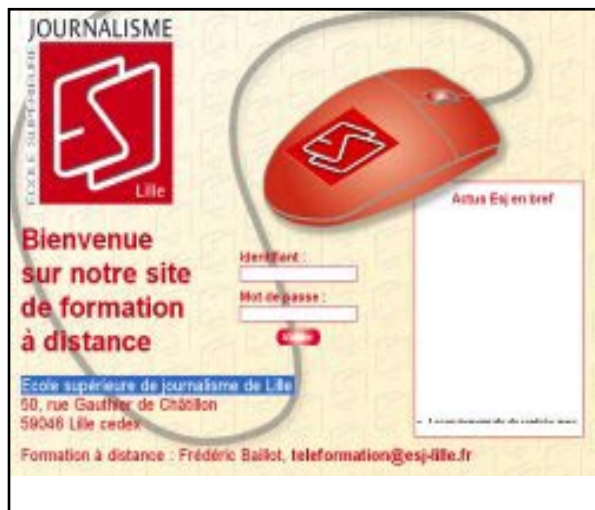 JOURNALISME
ECOLE SUPERIEURE
Lille
Actus Esj en bref
Bienvenue
sur notre site
de formation
à distance
Identifiant :
Mot de passe :
Ecole supérieure de journalisme de Lille
50, rue Gauthier de Châtillon
59046 Lille cedex
Formation à distance : Frédéric Baillot, teleformation@esj-lille.fr